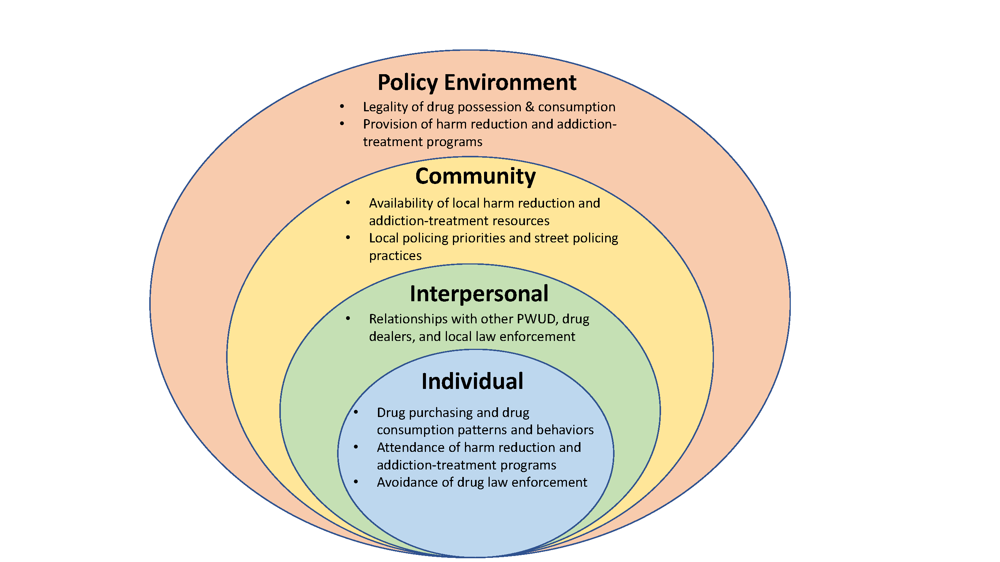 Policy Environment
• Legality of drug possession & consumption
• Provision of harm reduction and addiction-
treatment programs
Community
• Availability of local harm reduction and
addiction-treatment resources
• Local policing priorities and street policing
practices
Interpersonal
• Relationships with other PWUD, drug
dealers, and local law enforcement
Individual
• Drug purchasing and drug
consumption patterns and behaviors
• Attendance of harm reduction and
addiction-treatment programs
• Avoidance of drug law enforcement